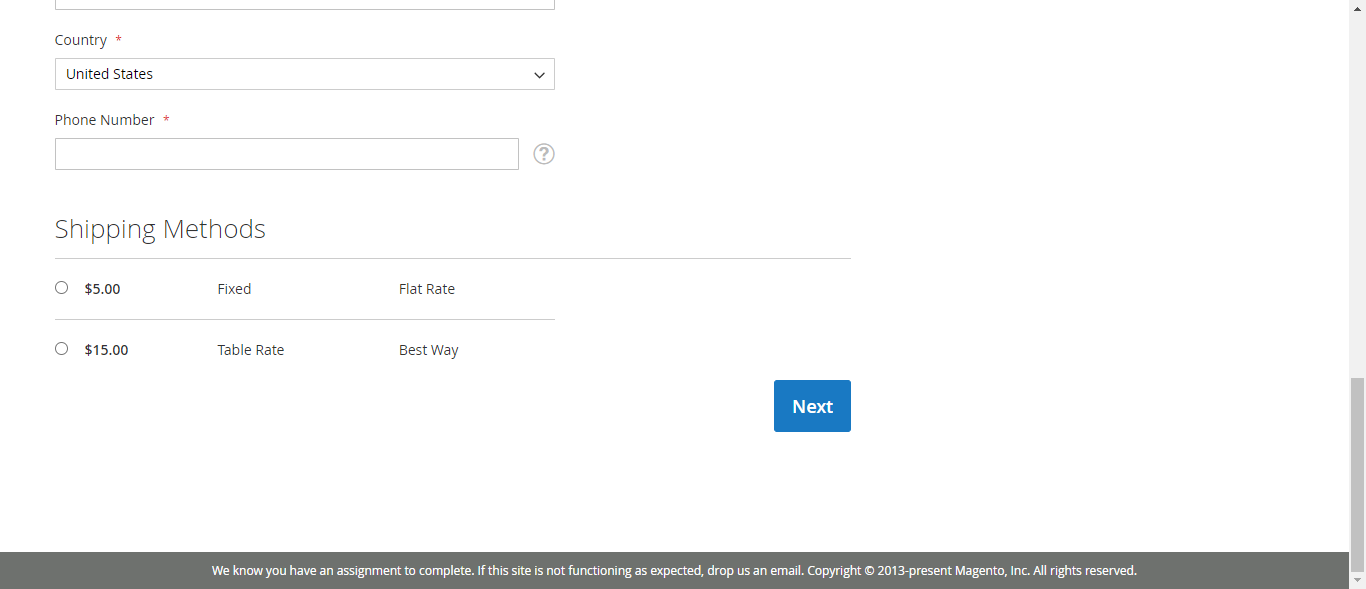 Country *
United States
Phone Number *
?
Shipping Methods
$5.00 Fixed Flat Rate
$15.00 Table Rate Best Way
Next
We know you have an assignment to complete. If this site is not functioning as expected, drop us an email. Copyright © 2013-present Magento, Inc. All rights reserved.